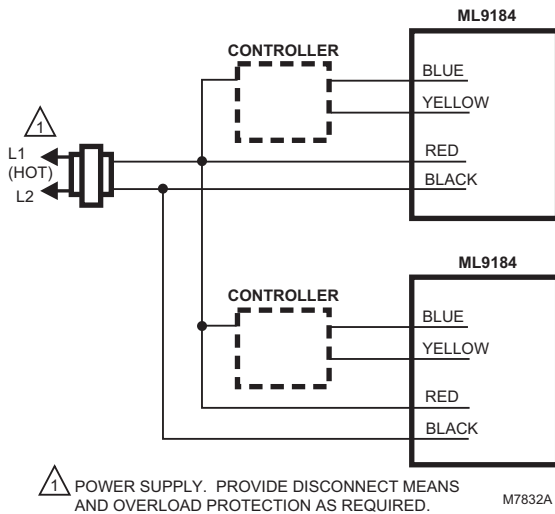 ML9184
CONTROLLER
BLUE
YELLOW
1
L1
(HOT)
L2
RED
BLACK
ML9184
CONTROLLER
BLUE
YELLOW
RED
BLACK
1 POWER SUPPLY. PROVIDE DISCONNECT MEANS
AND OVERLOAD PROTECTION AS REQUIRED.
M7832A